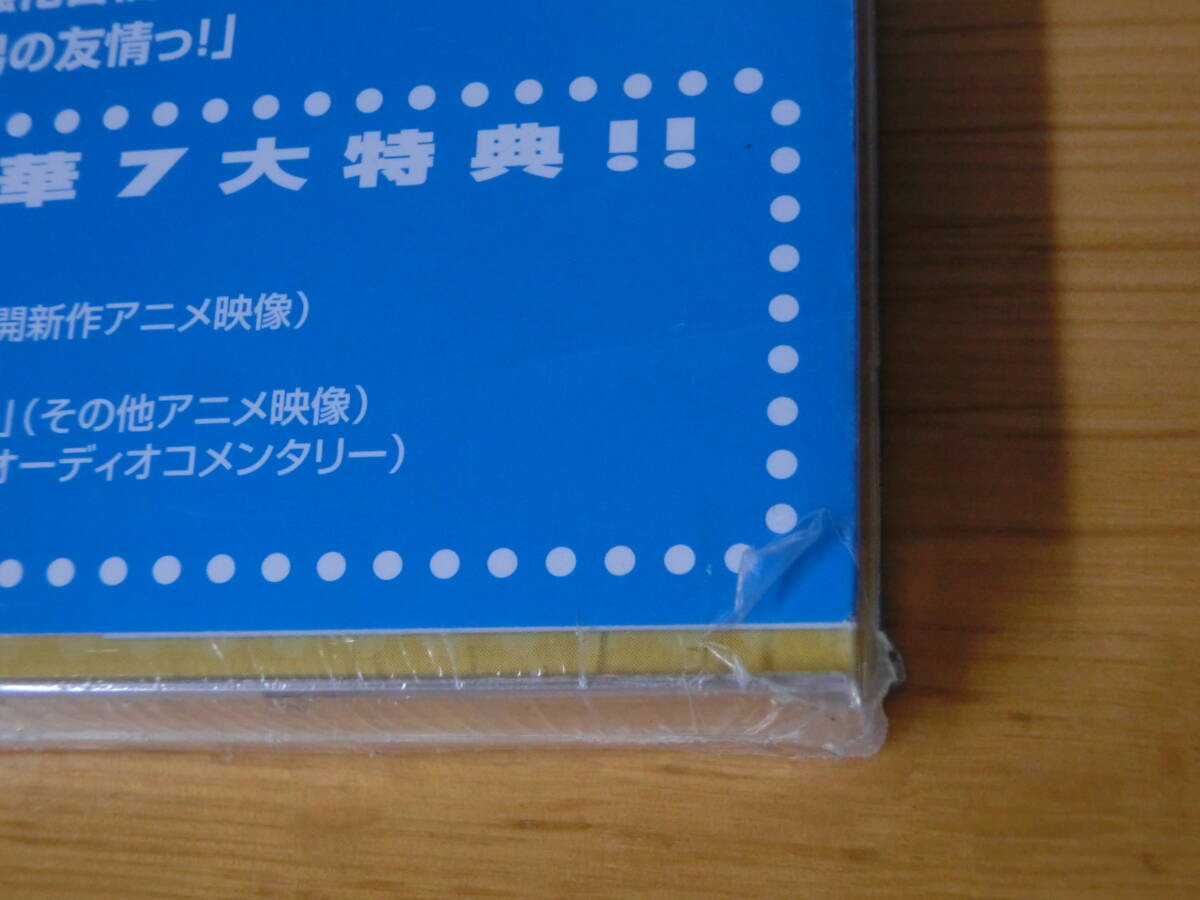 の友情っ!」
華7大特典!!
開新作アニメ映像)
」(その他アニメ映像)
オーディオコメンタリー)